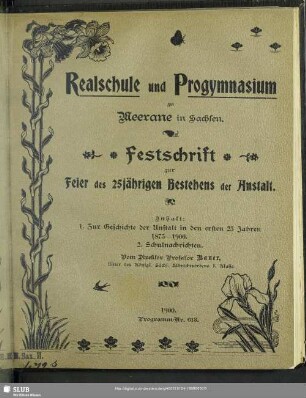 Realschule und Progymnasium
zu
Meerane in Sachsen.
Festschrift
zur
Feier des 25jährigen Bestehens der Anstalt.
Inhalt:
1. Zur Geschichte der Anstalt in den ersten 25 Jahren
1875—1900.
2. Schulnachrichten.
Vom Direktor Professor
Ritter des Königl. Sächs. Albrechtsordens I. Klasse
1900.
Programm-Nr. 618.
SLUB